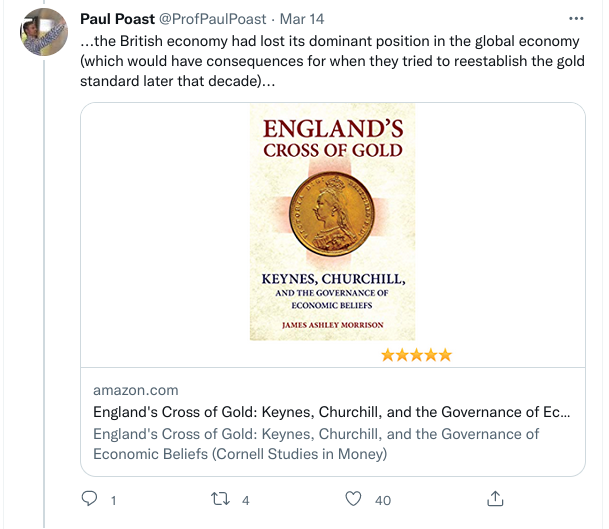 Paul Poast @ProfPaulPoast · Mar 14
...the British economy had lost its dominant position in the global economy
(which would have consequences for when they tried to reestablish the gold
standard later that decade)...
ENGLAND'S
CROSS OF GOLD
KEYNES, CHURCHILL,
AND THE GOVERNANCE OF
ECONOMIC BELIEFS
JAMES ASHLEY MORRISON
amazon.com
England's Cross of Gold: Keynes, Churchill, and the Governance of Ec...
England's Cross of Gold: Keynes, Churchill, and the Governance of
Economic Beliefs (Cornell Studies in Money)
1 4 40